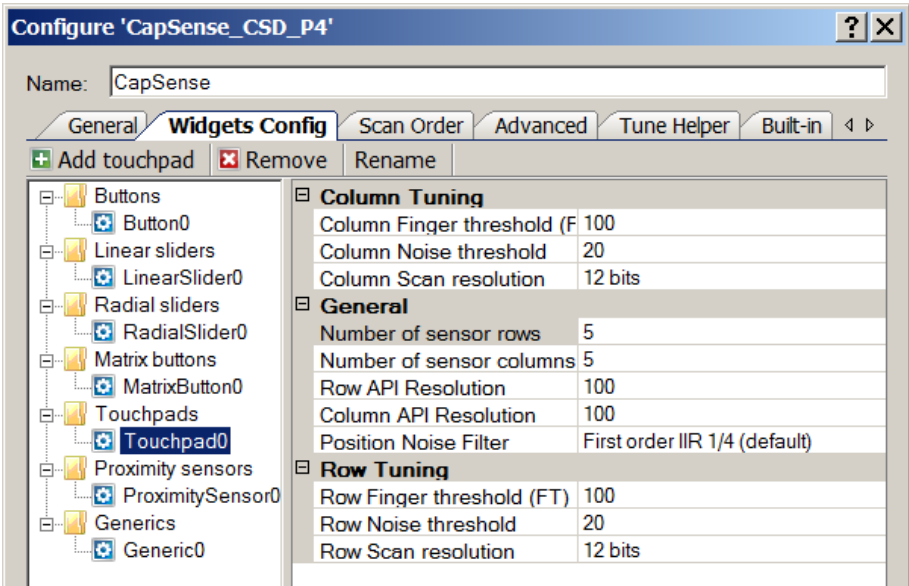 Configure 'CapSense_CSD_P4'
Name: CapSense
General Widgets Config Scan Order Advanced Tune Helper Built-in
Add touchpad Remove Rename
Buttons
Button0
Linear sliders
LinearSlider0
Radial sliders
RadialSlider0
Matrix buttons
MatrixButton0
Touchpads
Touchpad0
Proximity sensors
ProximitySensor0
Generics
Generic0
Column Tuning
Column Finger threshold (F 100
Column Noise threshold 20
Column Scan resolution 12 bits
General
Number of sensor rows 5
Number of sensor columns 5
Row API Resolution 100
Column API Resolution 100
Position Noise Filter First order IIR 1/4 (default)
Row Tuning
Row Finger threshold (FT) 100
Row Noise threshold 20
Row Scan resolution 12 bits